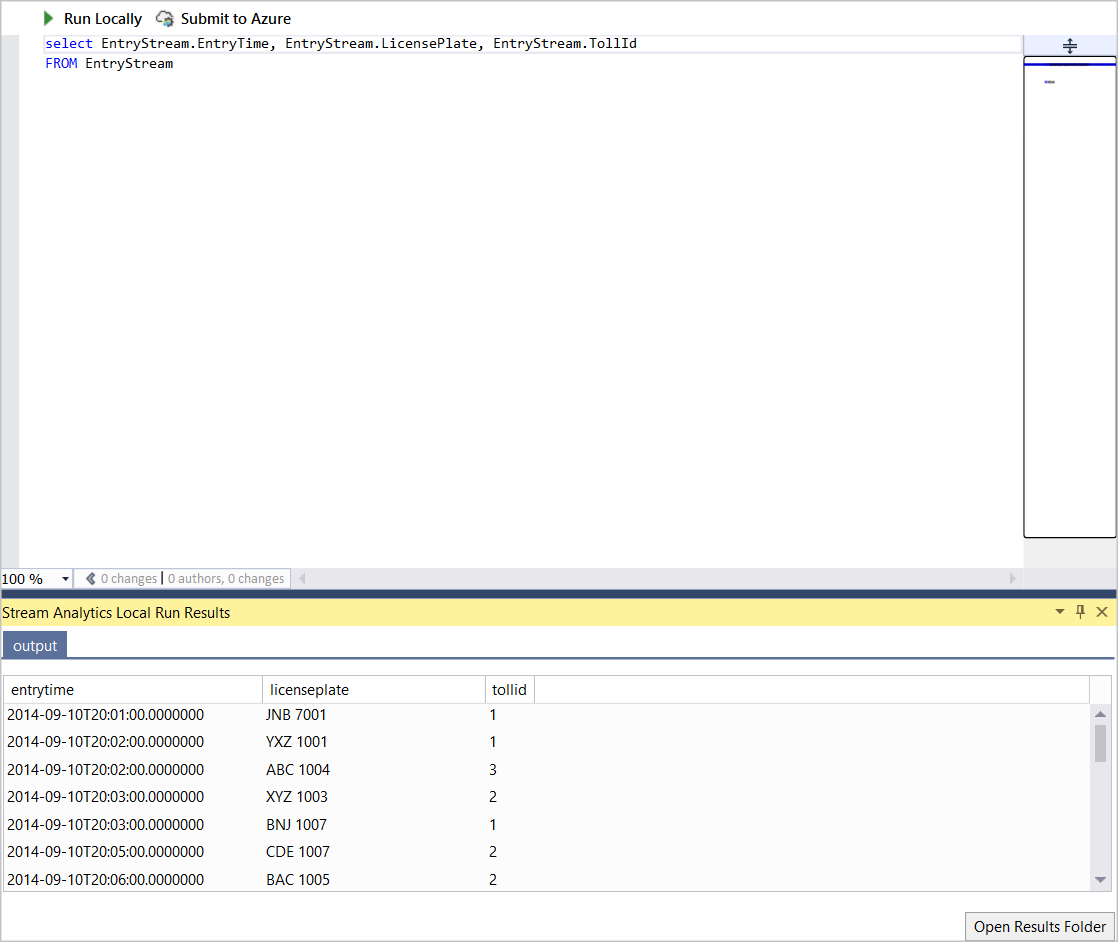 Run Locally Submit to Azure
select EntryStream.EntryTime, EntryStream.LicensePlate, EntryStream.TollId
FROM EntryStream
100 % 0 changes | 0 authors, 0 changes
Stream Analytics Local Run Results
output
entrytime licenseplate tollid
2014-09-10T20:01:00.0000000 JNB 7001 1
2014-09-10T20:02:00.0000000 YXZ 1001 1
2014-09-10T20:02:00.0000000 ABC 1004 3
2014-09-10T20:03:00.0000000 XYZ 1003 2
2014-09-10T20:03:00.0000000 BNJ 1007 1
2014-09-10T20:05:00.0000000 CDE 1007 2
2014-09-10T20:06:00.0000000 BAC 1005 2
Open Results Folder